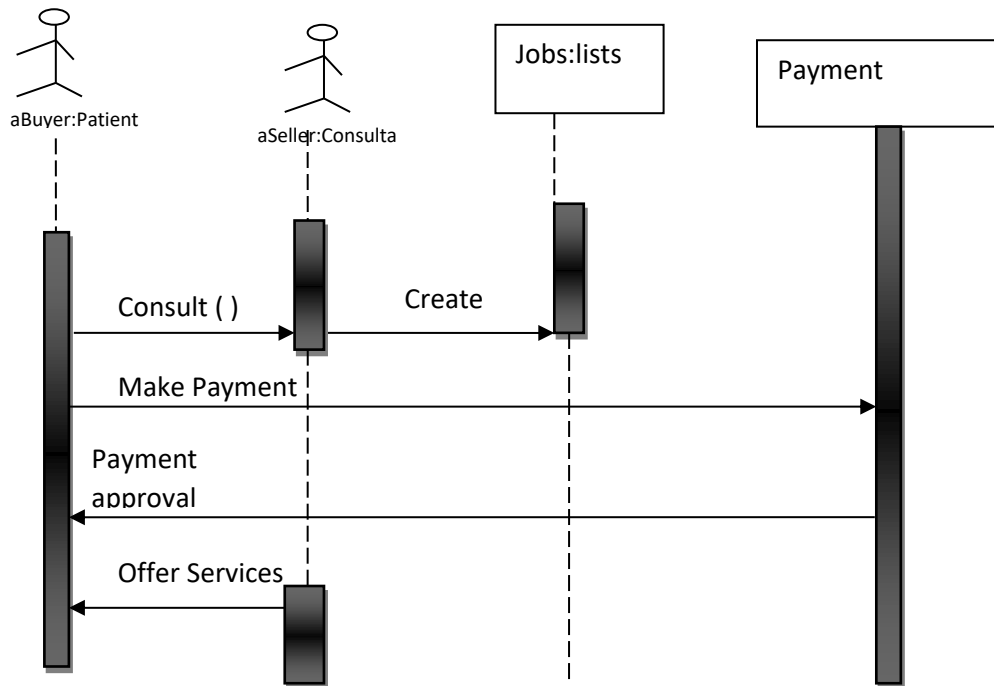 Jobs:lists
Payment
aBuyer:Patient
aSeller:Consulta
Consult ( )
Create
Make Payment
Payment
approval
Offer Services